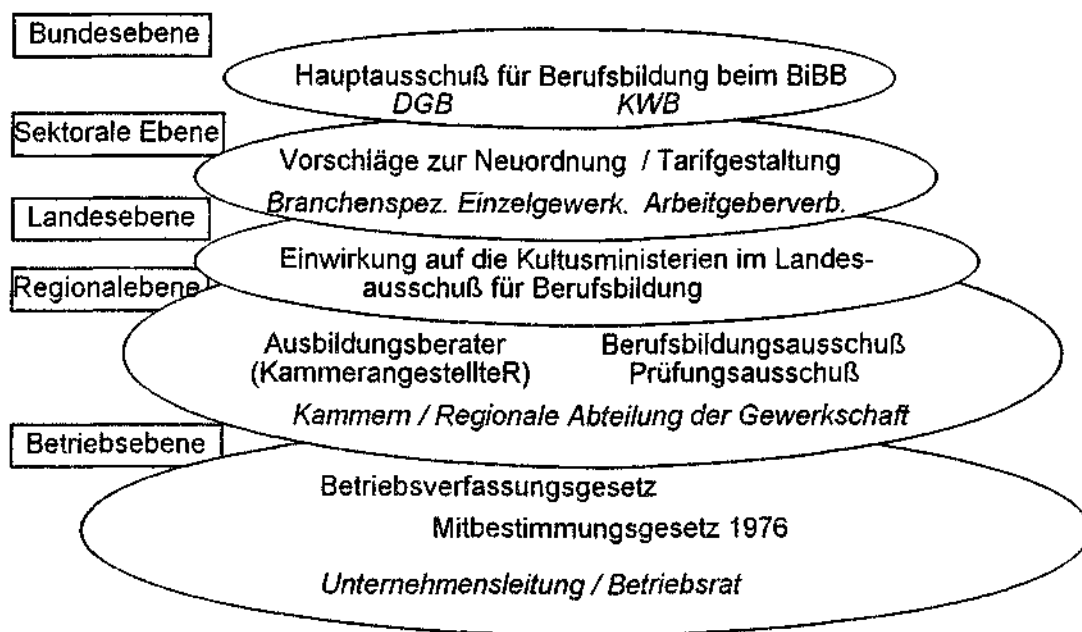 Bundesebene
Hauptausschuß für Berufsbildung beim BiBB
DGB KWB
Sektorale Ebene
Vorschläge zur Neuordnung / Tarifgestaltung
Branchenspez. Einzelgewerk. Arbeitgeberverb.
Landesebene
Einwirkung auf die Kultusministerien im Landes-
ausschuß für Berufsbildung
Regionalebene
Ausbildungsberater Berufsbildungsausschuß
(KammerangestellteR) Prüfungsausschuß
Kammern / Regionale Abteilung der Gewerkschaft
Betriebsebene
Betriebsverfassungsgesetz
Mitbestimmungsgesetz 1976
Unternehmensleitung / Betriebsrat